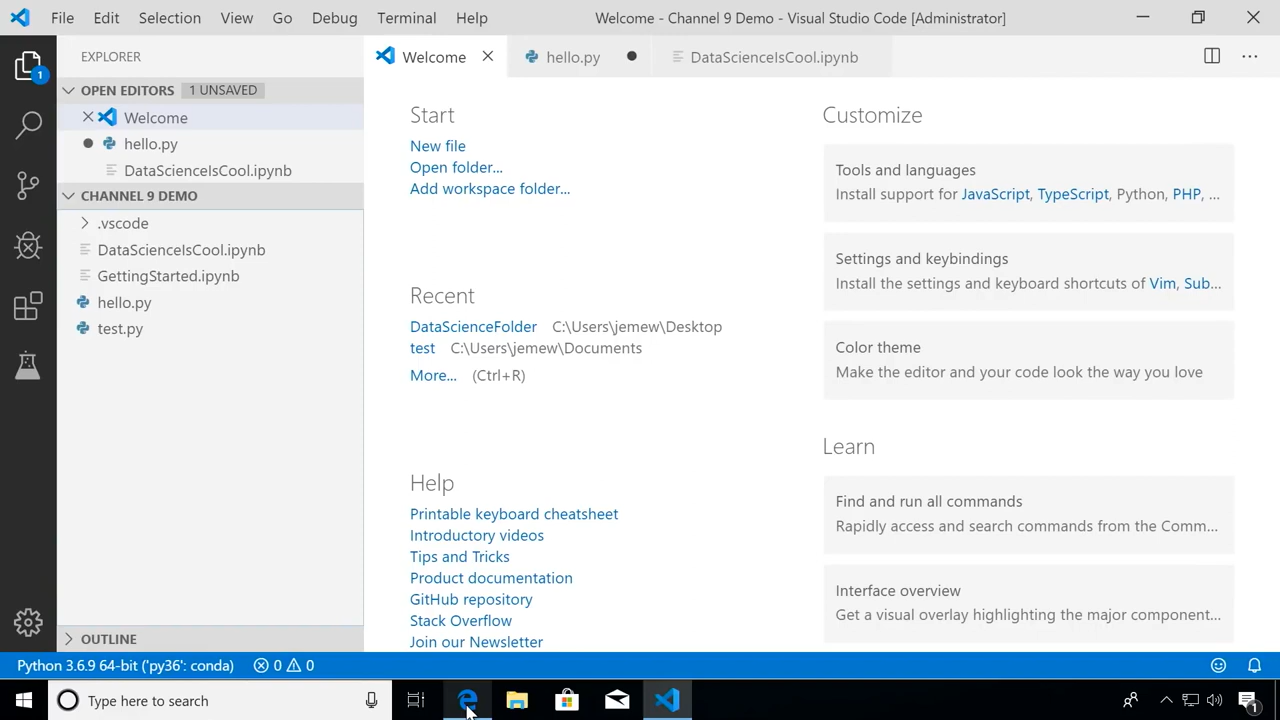 File Edit Selection View Go Debug Terminal Help Welcome - Channel 9 Demo - Visual Studio Code [Administrator]
EXPLORER
OPEN EDITORS 1 UNSAVED
Welcome
hello.py
DataScienceIsCool.ipynb
CHANNEL 9 DEMO
.vscode
DataScienceIsCool.ipynb
GettingStarted.ipynb
hello.py
test.py
OUTLINE
1
Welcome hello.py DataScienceIsCool.ipynb
Start
New file
Open folder...
Add workspace folder...
Recent
DataScienceFolder C:\Users\jemew\Desktop
test C:\Users\jemew\Documents
More... (Ctrl+R)
Help
Printable keyboard cheatsheet
Introductory videos
Tips and Tricks
Product documentation
GitHub repository
Stack Overflow
Join our Newsletter
Customize
Tools and languages
Install support for JavaScript, TypeScript, Python, PHP, ...
Settings and keybindings
Install the settings and keyboard shortcuts of Vim, Sub...
Color theme
Make the editor and your code look the way you love
Learn
Find and run all commands
Rapidly access and search commands from the Comm...
Interface overview
Get a visual overlay highlighting the major component...
Python 3.6.9 64-bit ('py36': conda) 0 0
Type here to search
1